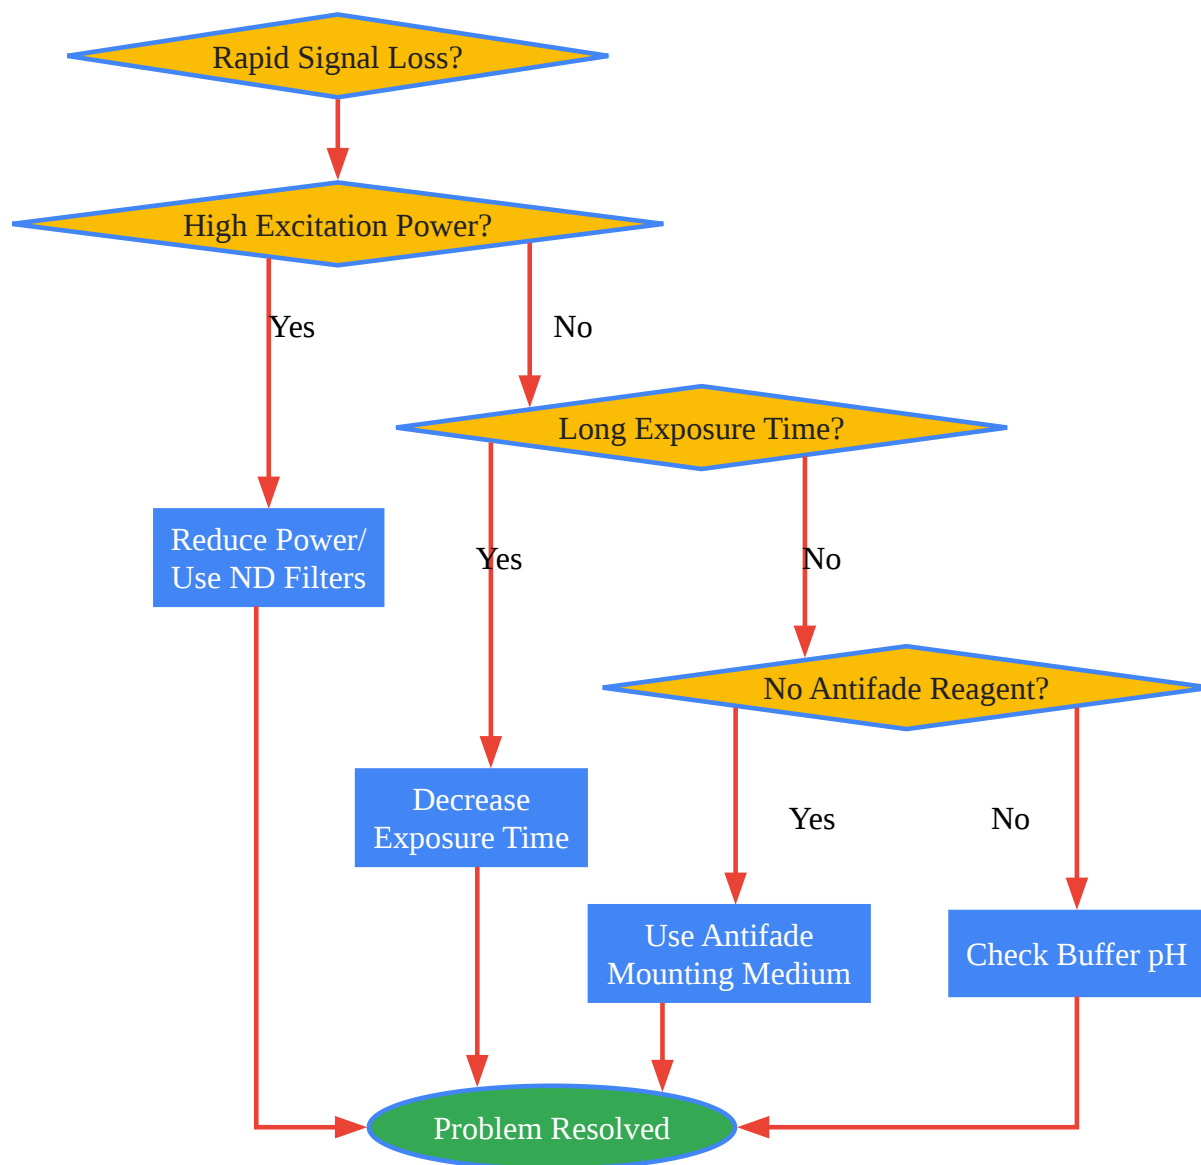 Rapid Signal Loss?
High Excitation Power?
Yes
No
Long Exposure Time?
Reduce Power/
Use ND Filters
Yes
No
No Antifade Reagent?
Decrease
Exposure Time
Yes
No
Use Antifade
Mounting Medium
Check Buffer pH
Problem Resolved